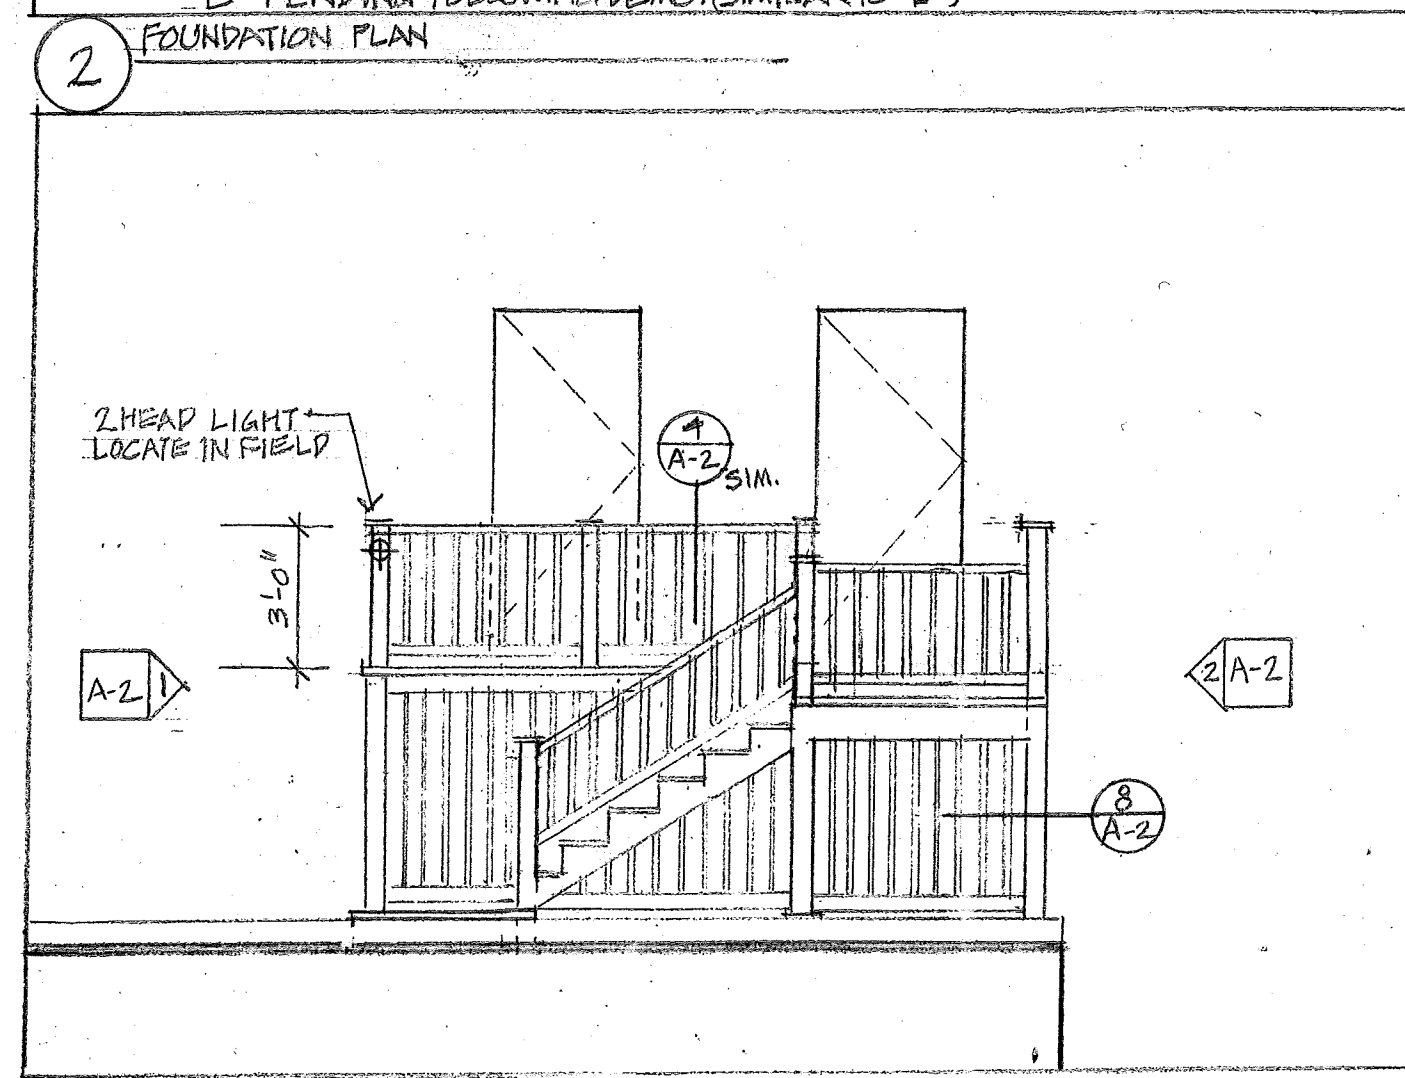 2
FOUNDATION PLAN
2 HEAD LIGHT
LOCATE IN FIELD
4
A-2
SIM.
3'-0"
A-2 1
2 A-2
8
A-2